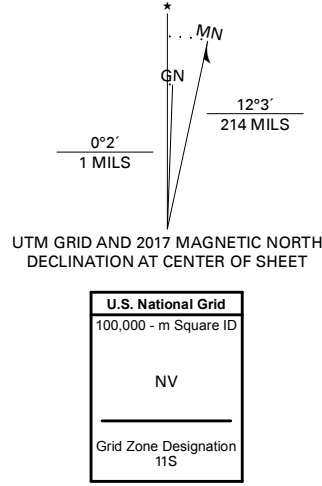 ★
MN
GN
12°3´
214 MILS
0°2´
1 MILS
UTM GRID AND 2017 MAGNETIC NORTH
DECLINATION AT CENTER OF SHEET
U.S. National Grid
100,000 - m Square ID
NV
Grid Zone Designation
11S